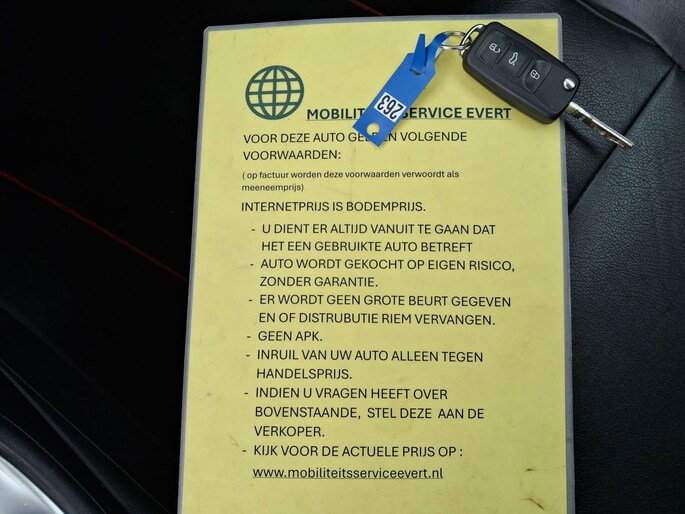 263
MOBILITEITSSERVICE EVERT
VOOR DEZE AUTO GELDEN VOLGENDE
VOORWAARDEN:
( op factuur worden deze voorwaarden verwoordt als
meeneemprijs)
INTERNETPRIJS IS BODEMPRIJS.
- U DIENT ER ALTIJD VANUIT TE GAAN DAT
HET EEN GEBRUIKTE AUTO BETREFT
- AUTO WORDT GEKOCHT OP EIGEN RISICO,
ZONDER GARANTIE.
- ER WORDT GEEN GROTE BEURT GEGEVEN
EN OF DISTRUBUTIE RIEM VERVANGEN.
- GEEN APK.
- INRUIL VAN UW AUTO ALLEEN TEGEN
HANDELSPRIJS.
- INDIEN U VRAGEN HEEFT OVER
BOVENSTAANDE, STEL DEZE AAN DE
VERKOPER.
- KIJK VOOR DE ACTUELE PRIJS OP :
www.mobiliteitsserviceevert.nl